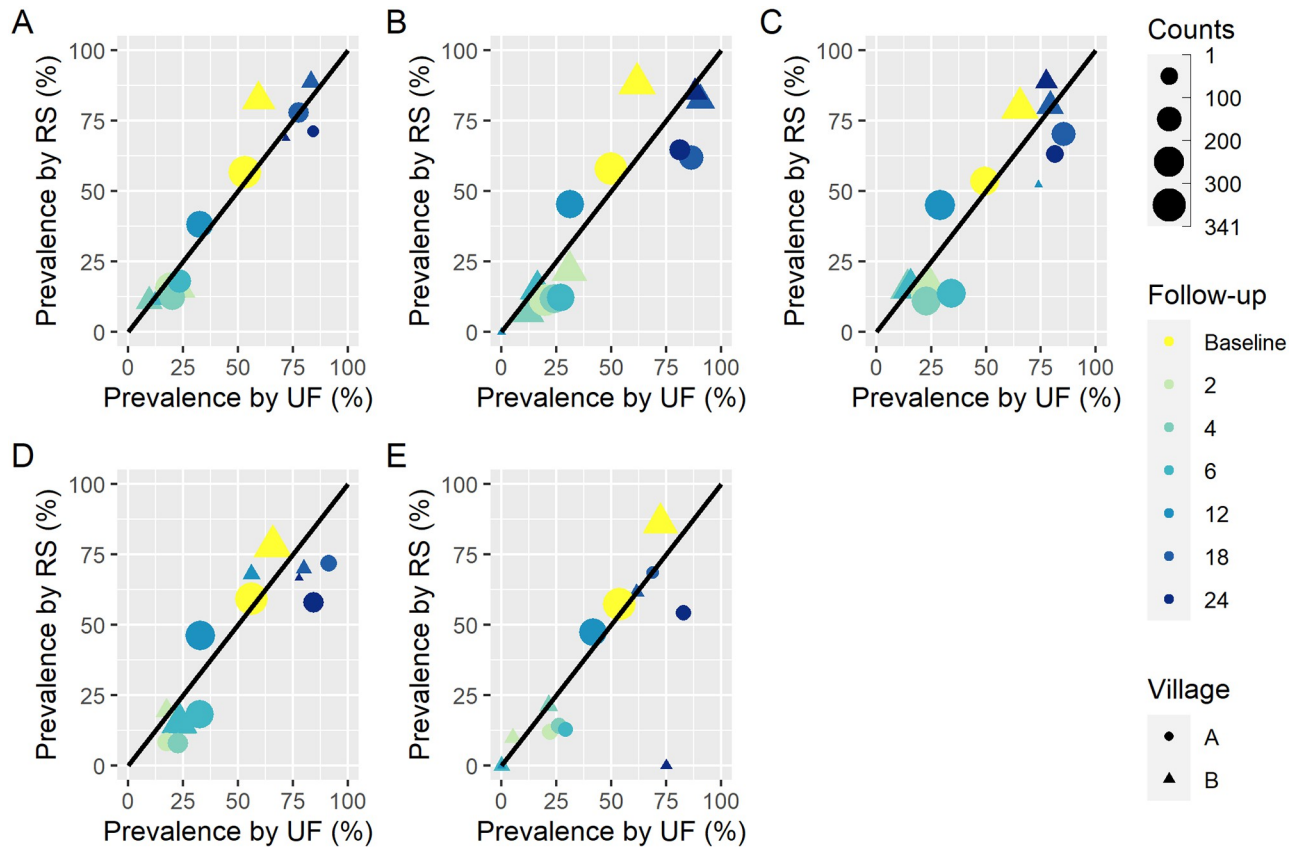 A
B
C
Prevalence by RS (%)
100
75
50
25
0
0 25 50 75 100
Prevalence by UF (%)
Prevalence by RS (%)
100
75
50
25
0
0 25 50 75 100
Prevalence by UF (%)
Prevalence by RS (%)
100
75
50
25
0
0 25 50 75 100
Prevalence by UF (%)
D
E
Prevalence by RS (%)
100
75
50
25
0
0 25 50 75 100
Prevalence by UF (%)
Prevalence by RS (%)
100
75
50
25
0
0 25 50 75 100
Prevalence by UF (%)
Counts
1
100
200
300
341
Follow-up
Baseline
2
4
6
12
18
24
Village
A
B